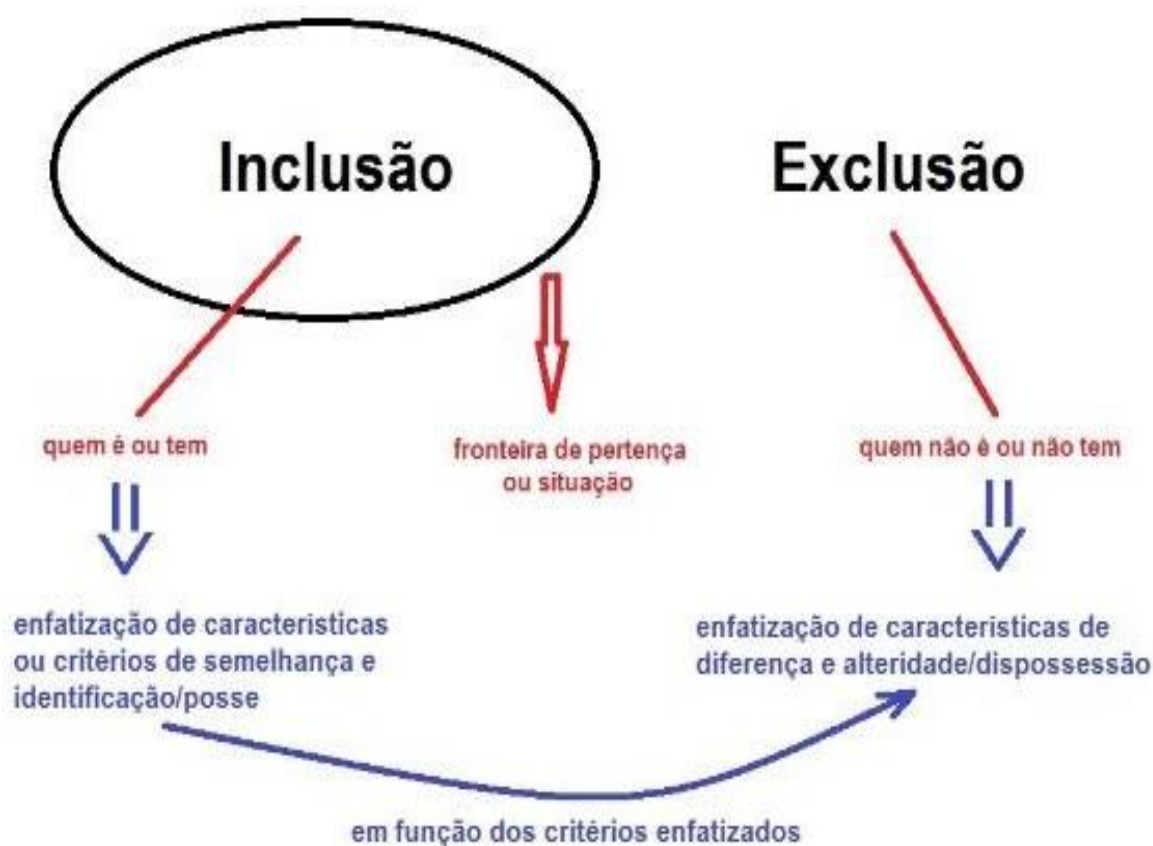 Inclusão
Exclusão
quem é ou tem
fronteira de pertença
ou situação
quem não é ou não tem
enfatização de caracteristicas
ou critérios de semelhança e
identificação/posse
enfatização de características de
diferença e alteridade/dispossessão
em função dos critérios enfatizados